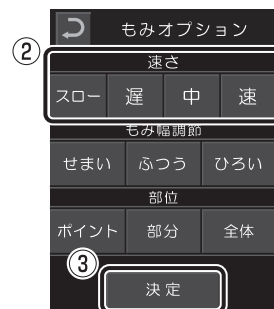 もみオプション
②
速さ
スロー 遅 中 速
もみ幅調節
せまい ふつう ひろい
部位
ポイント 部分 全体
③
決定